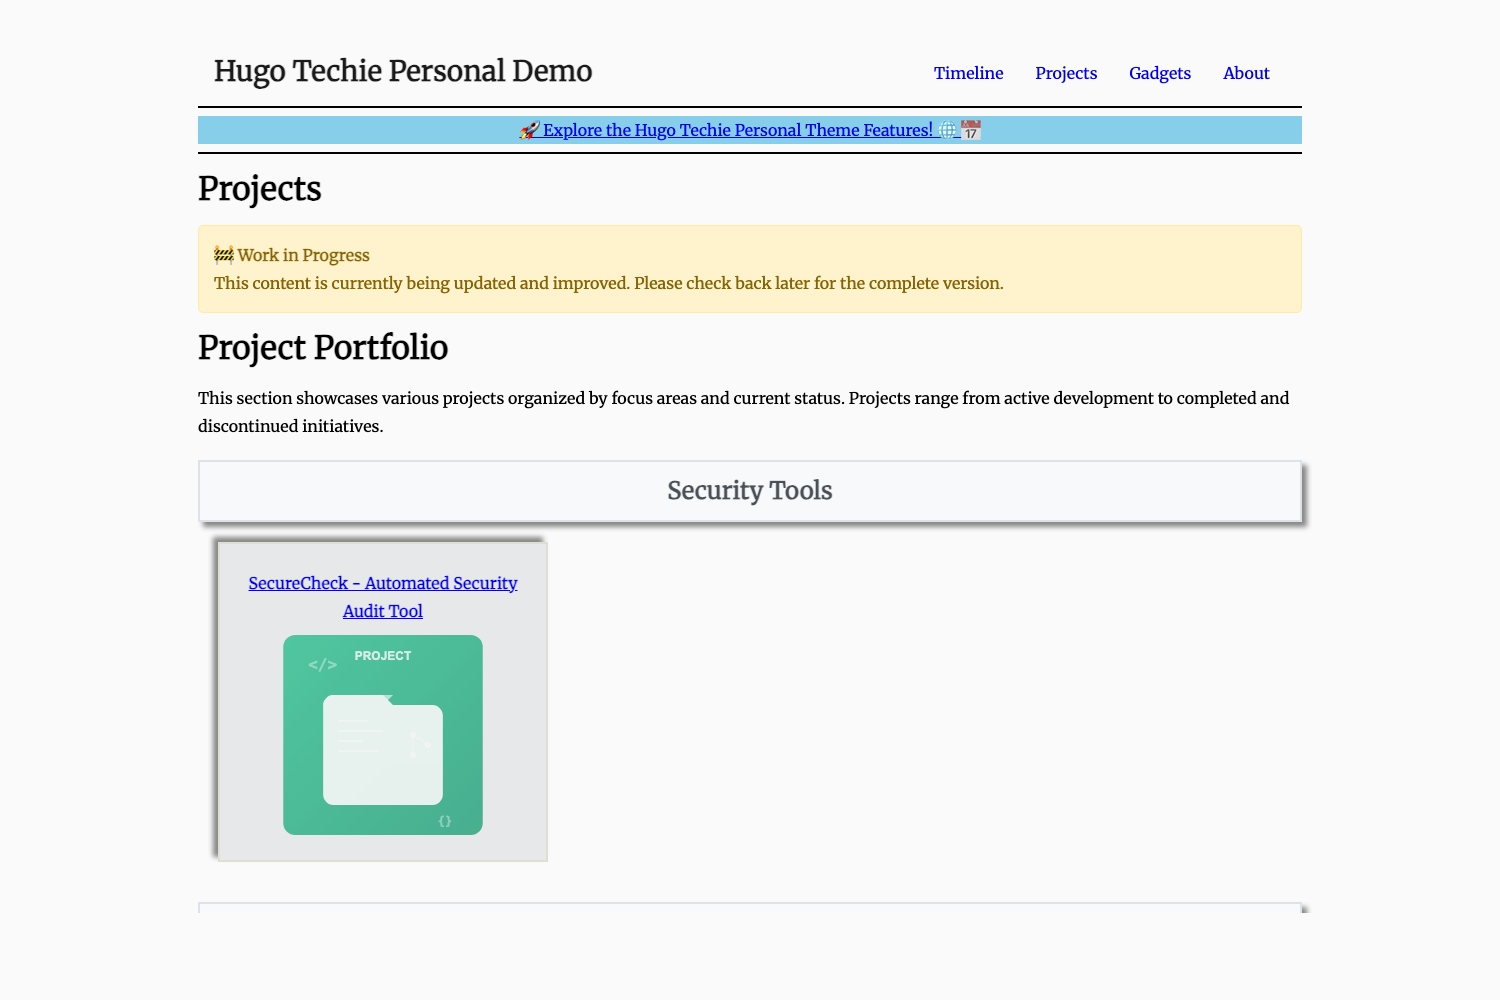 Hugo Techie Personal Demo
Timeline Projects Gadgets About
🚀 Explore the Hugo Techie Personal Theme Features! 🌐 📅
Projects
🚧 Work in Progress
This content is currently being updated and improved. Please check back later for the complete version.
Project Portfolio
This section showcases various projects organized by focus areas and current status. Projects range from active development to completed and
discontinued initiatives.
Security Tools
SecureCheck - Automated Security
Audit Tool
PROJECT
</>
{}